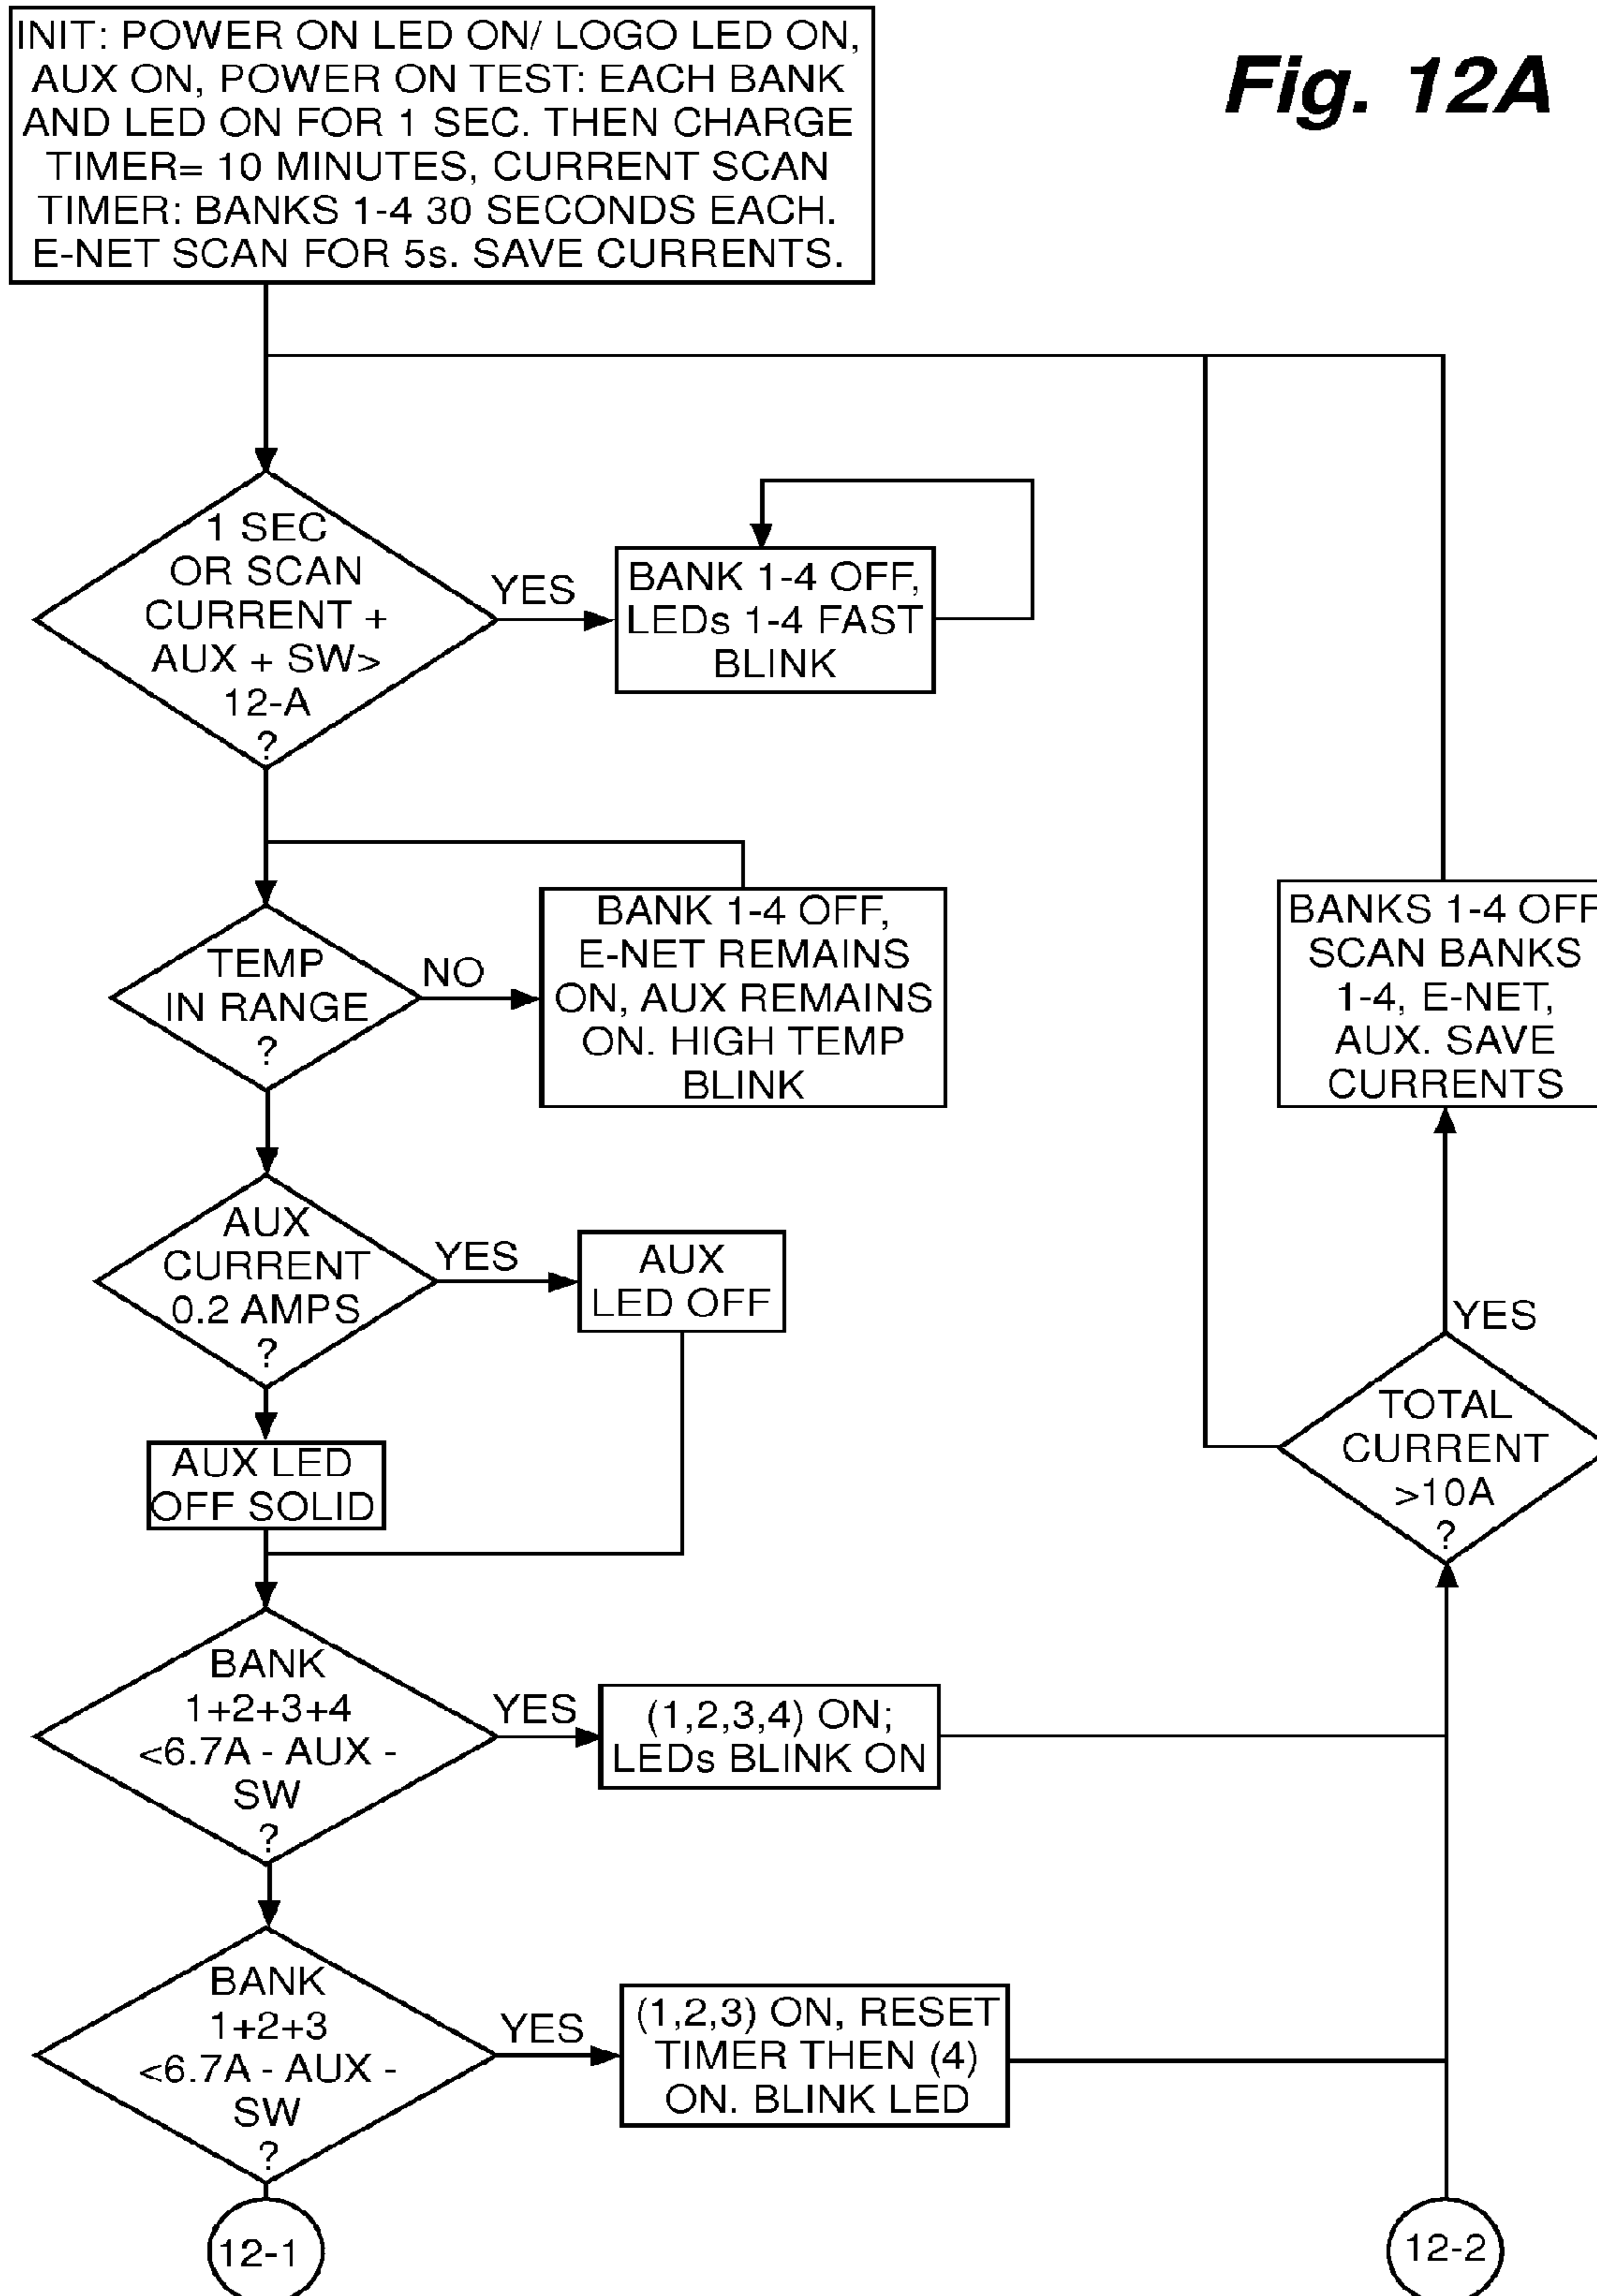 Fig. 12A
INIT: POWER ON LED ON/ LOGO LED ON,
AUX ON, POWER ON TEST: EACH BANK
AND LED ON FOR 1 SEC. THEN CHARGE
TIMER= 10 MINUTES, CURRENT SCAN
TIMER: BANKS 1-4 30 SECONDS EACH.
E-NET SCAN FOR 5s. SAVE CURRENTS.
1 SEC
OR SCAN
CURRENT +
AUX + SW>
12-A
?
YES
BANK 1-4 OFF,
LEDs 1-4 FAST
BLINK
TEMP
IN RANGE
?
NO
BANK 1-4 OFF,
E-NET REMAINS
ON, AUX REMAINS
ON. HIGH TEMP
BLINK
AUX
CURRENT
0.2 AMPS
?
YES
AUX
LED OFF
AUX LED
OFF SOLID
BANK
1+2+3+4
<6.7A - AUX -
SW
?
YES
(1,2,3,4) ON;
LEDs BLINK ON
BANK
1+2+3
<6.7A - AUX -
SW
?
YES
(1,2,3) ON, RESET
TIMER THEN (4)
ON. BLINK LED
12-1
BANKS 1-4 OFF
SCAN BANKS
1-4, E-NET,
AUX. SAVE
CURRENTS
YES
TOTAL
CURRENT
>10A
?
12-2